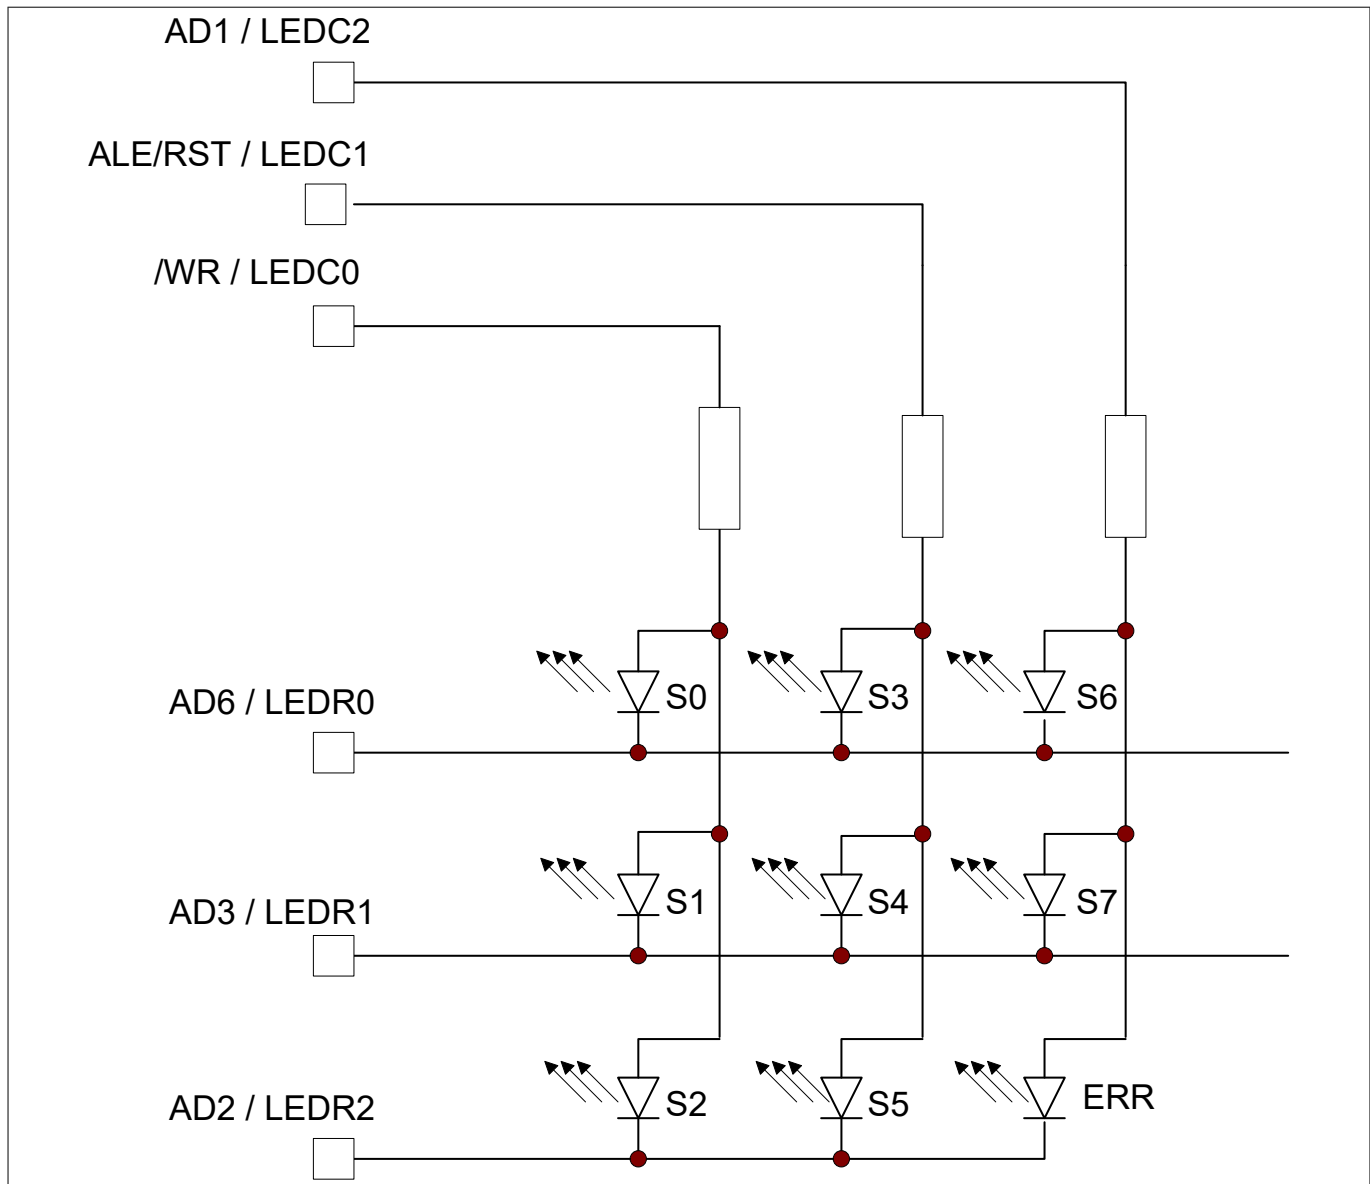 AD1 / LEDC2
ALE/RST / LEDC1
/WR / LEDC0
S0 S3 S6
AD6 / LEDR0
S1 S4 S7
AD3 / LEDR1
S2 S5 ERR
AD2 / LEDR2